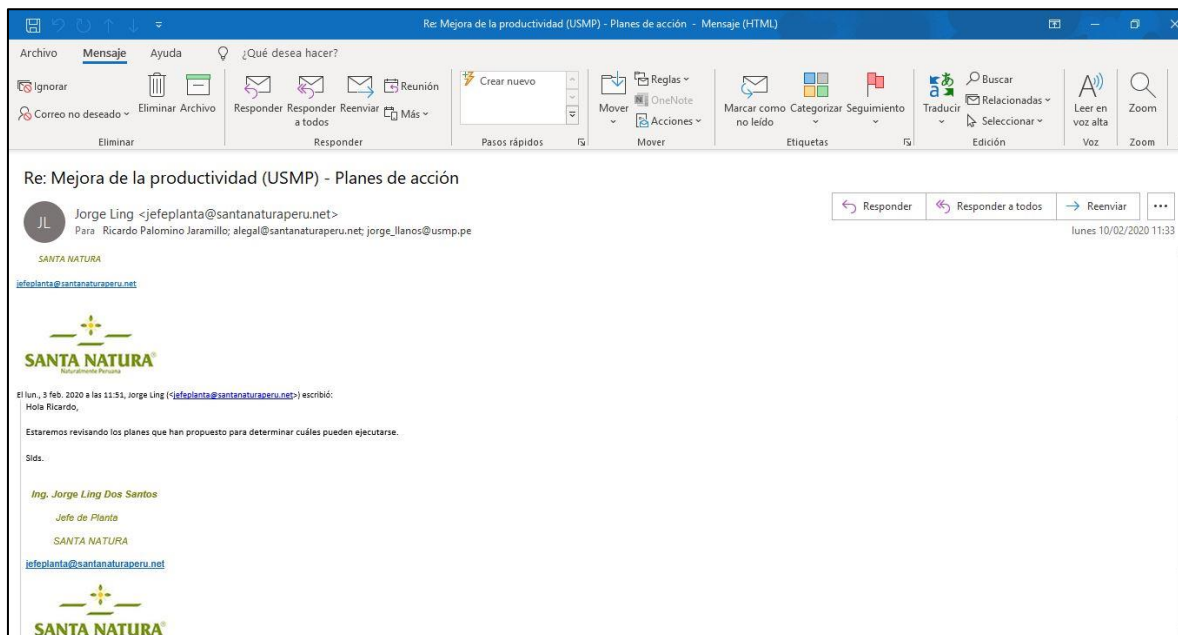 Re: Mejora de la productividad (USMP) - Planes de acción - Mensaje (HTML)
Archivo Mensaje Ayuda ¿Qué desea hacer?
Ignorar
Correo no deseado
Eliminar Archivo
Eliminar
Responder Responder a todos Reenviar
Reunión
Más
Responder
Crear nuevo
Pasos rápidos
Mover
Reglas
OneNote
Acciones
Mover
Marcar como no leído Categorizar Seguimiento
Etiquetas
Traducir
Buscar
Relacionadas
Seleccionar
Edición
Leer en voz alta
Voz
Zoom
Zoom
Re: Mejora de la productividad (USMP) - Planes de acción
JL
Jorge Ling <jefeplanta@santanaturaperu.net>
Para Ricardo Palomino Jaramillo; alegal@santanaturaperu.net; jorge_llanos@usmp.pe
Responder Responder a todos Reenviar ...
lunes 10/02/2020 11:33
SANTA NATURA
jefeplanta@santanaturaperu.net
SANTA NATURA®
Naturalmente Peruana
El lun., 3 feb. 2020 a las 11:51, Jorge Ling (<jefeplanta@santanaturaperu.net>) escribió:
Hola Ricardo,
Estaremos revisando los planes que han propuesto para determinar cuáles pueden ejecutarse.
Slds.
Ing. Jorge Ling Dos Santos
Jefe de Planta
SANTA NATURA
jefeplanta@santanaturaperu.net
SANTA NATURA®